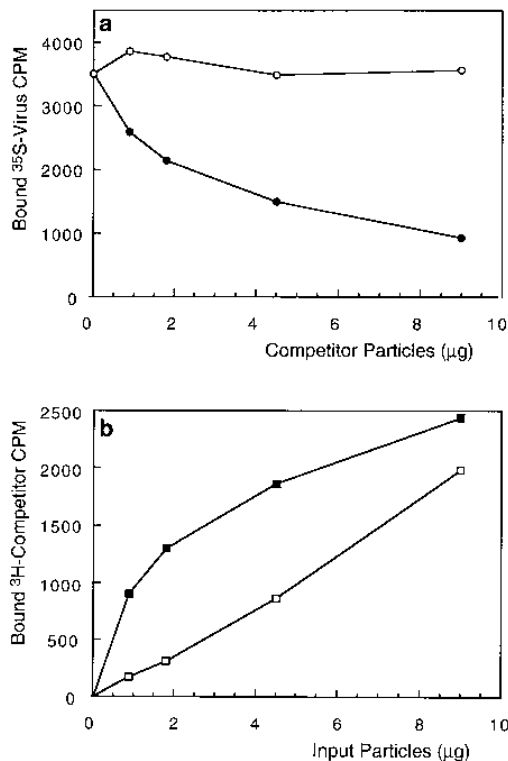 a
4000
3000
2000
1000
0
Bound ³⁵S-Virus CPM
0 2 4 6 8 10
Competitor Particles (µg)
b
2500
2000
1500
1000
500
0
Bound ³H-Competitor CPM
0 2 4 6 8 10
Input Particles (µg)